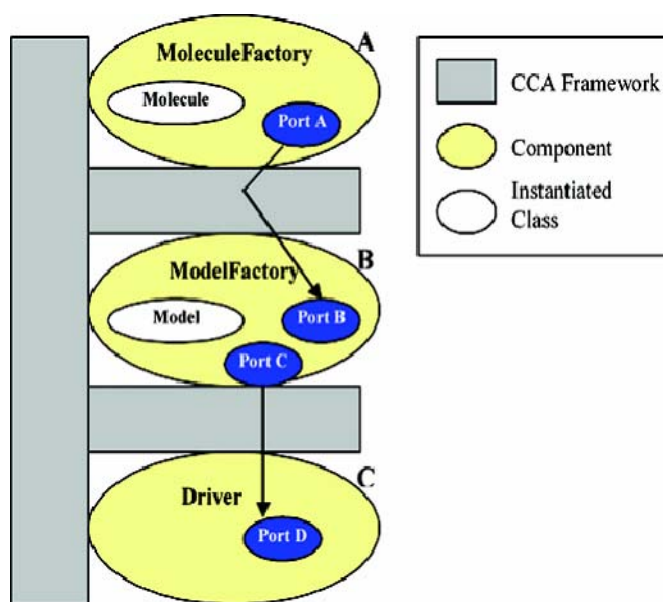 A
MoleculeFactory
Molecule
Port A
B
ModelFactory
Model
Port B
Port C
C
Driver
Port D
CCA Framework
Component
Instantiated
Class